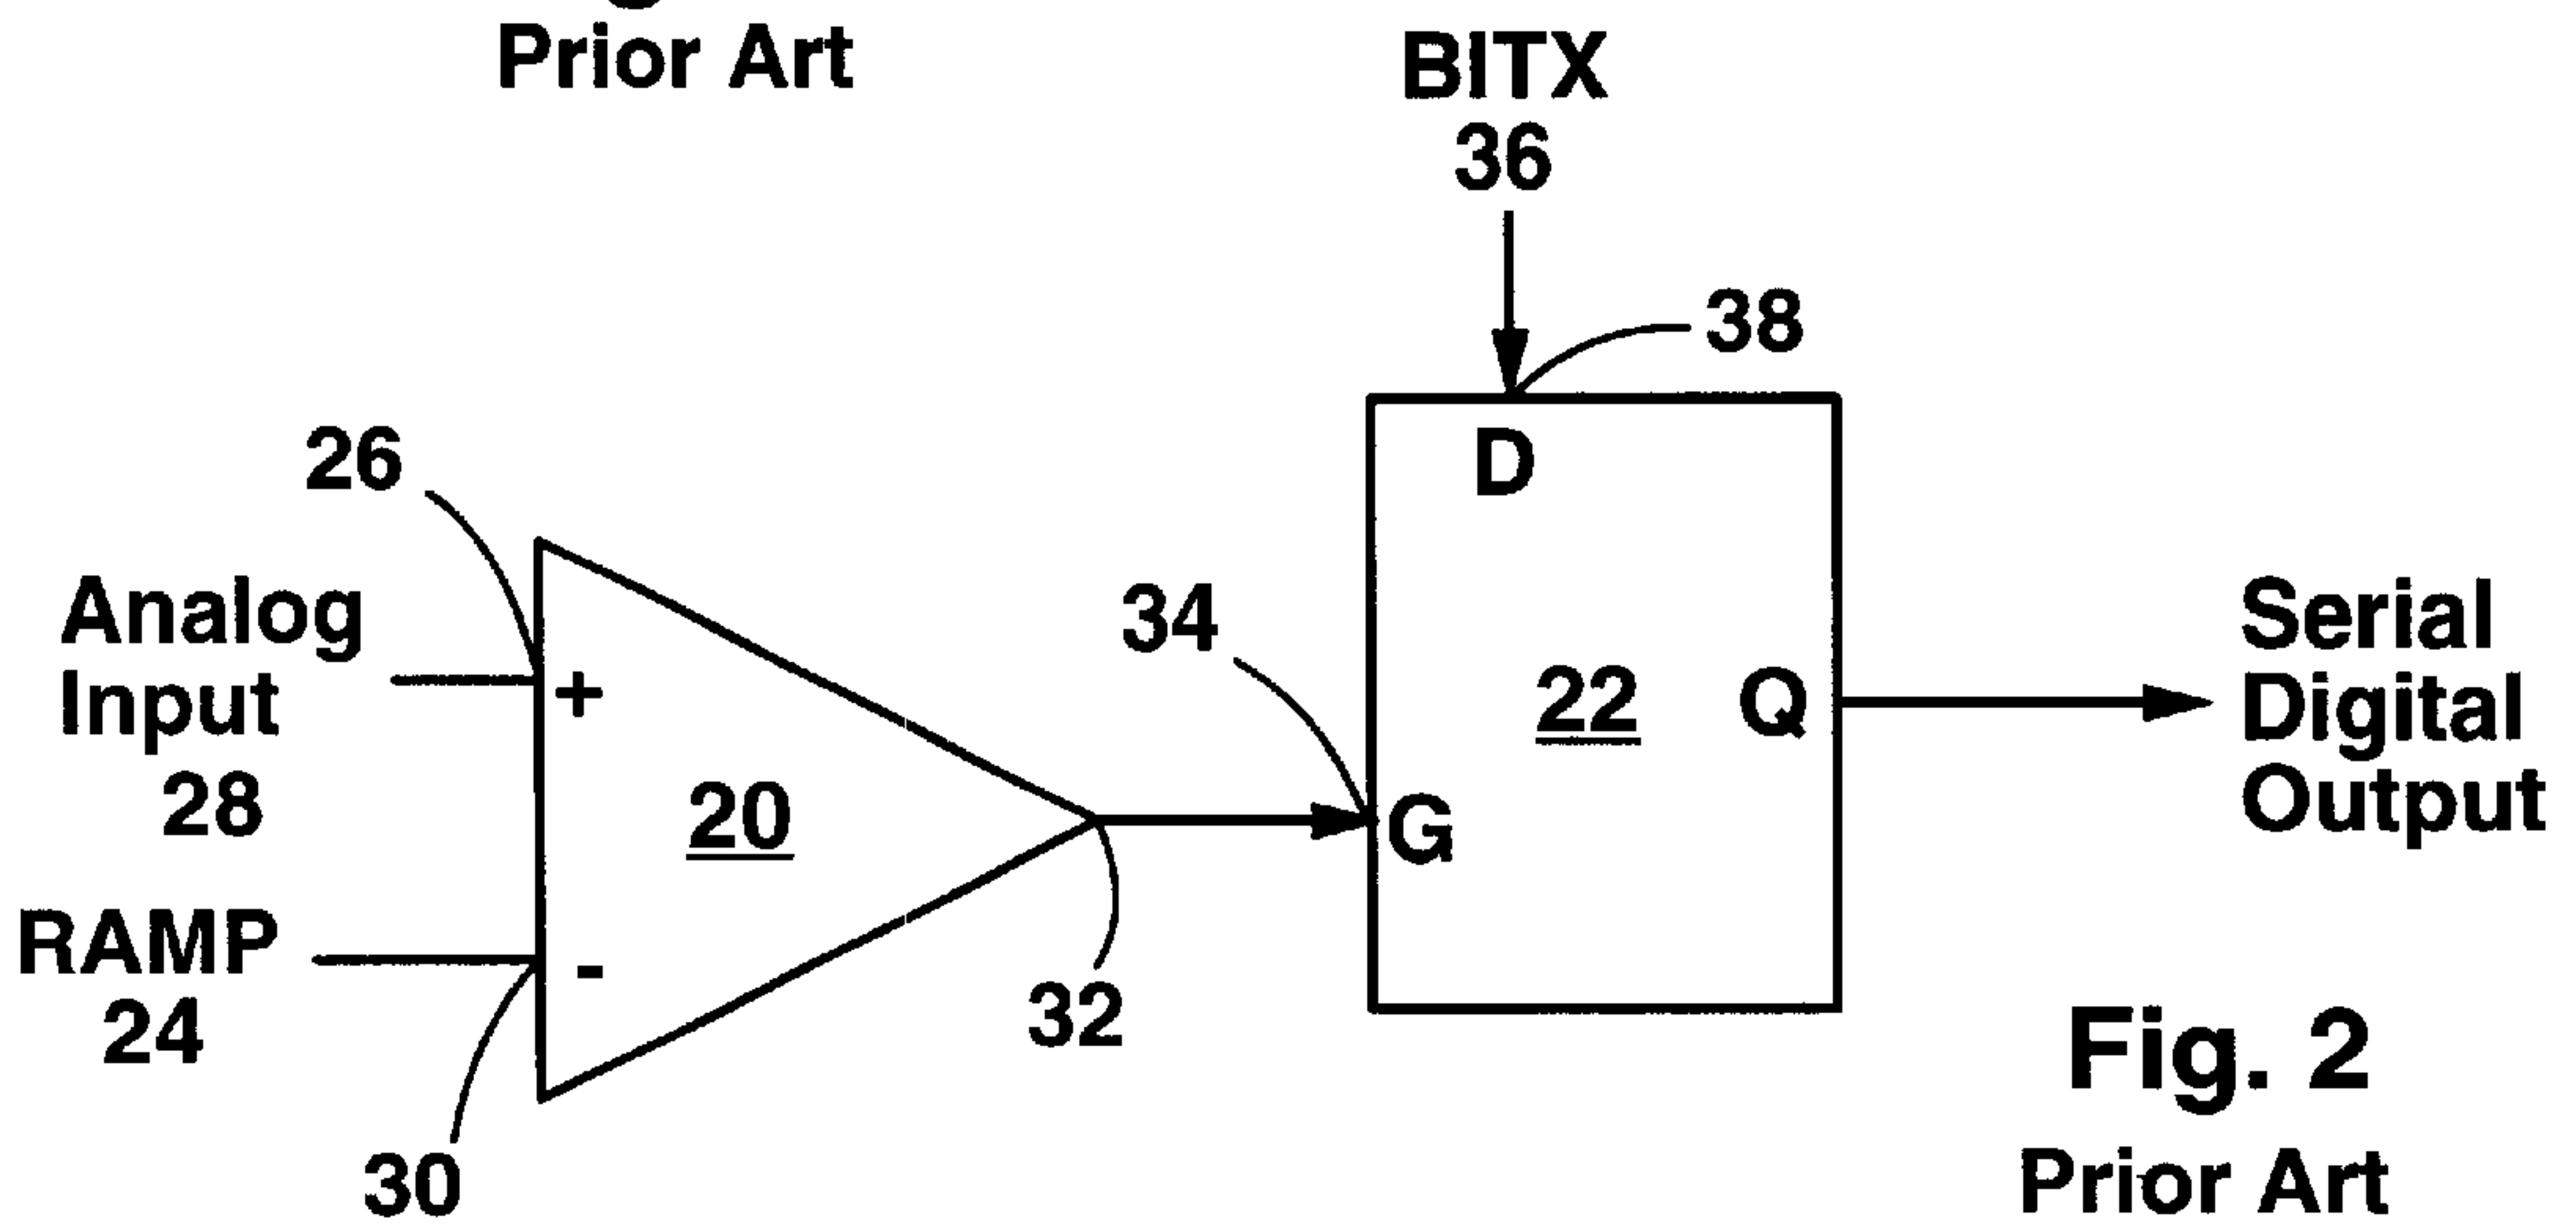 Prior Art
BITX
36
38
D
26
Analog
Input
28
+
34
22
Q
Serial
Digital
Output
20
G
RAMP
24
-
32
30
Fig. 2
Prior Art